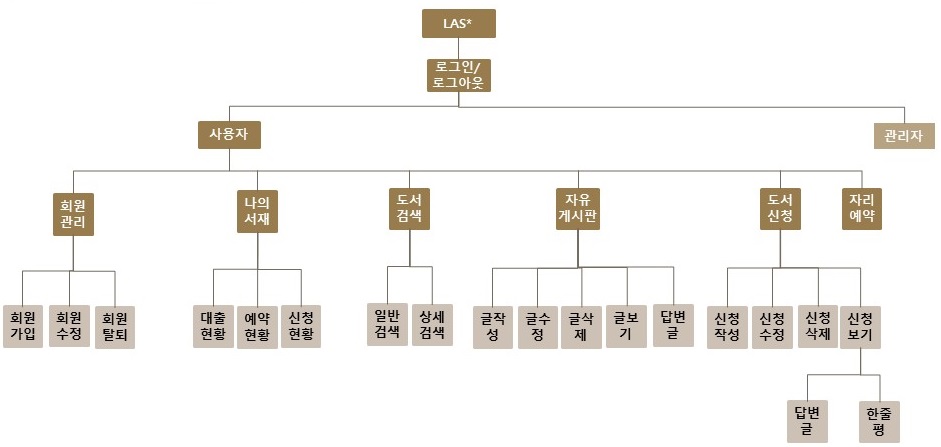 LAS*
로그인/
로그아웃
사용자
관리자
회원
관리
나의
서재
도서
검색
자유
게시판
도서
신청
자리
예약
회원
가입
회원
수정
회원
탈퇴
대출
현황
예약
현황
신청
현황
일반
검색
상세
검색
글작
성
글수
정
글삭
제
글보
기
답변
글
신청
작성
신청
수정
신청
삭제
신청
보기
답변
글
한줄
평